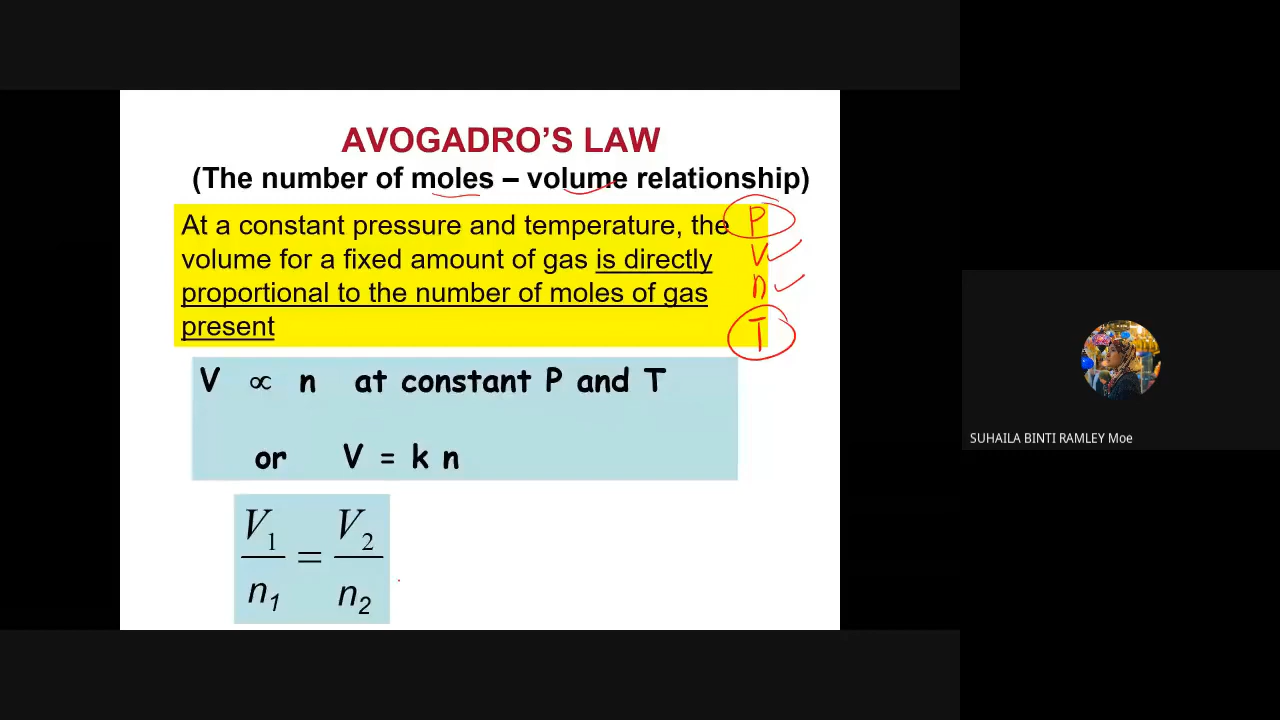 AVOGADRO'S LAW
(The number of moles – volume relationship)
At a constant pressure and temperature, the
volume for a fixed amount of gas is directly
proportional to the number of moles of gas
present
P
V
n
T
V ∝ n at constant P and T
or V = k n
V1 / n1 = V2 / n2
SUHAILA BINTI RAMLEY Moe